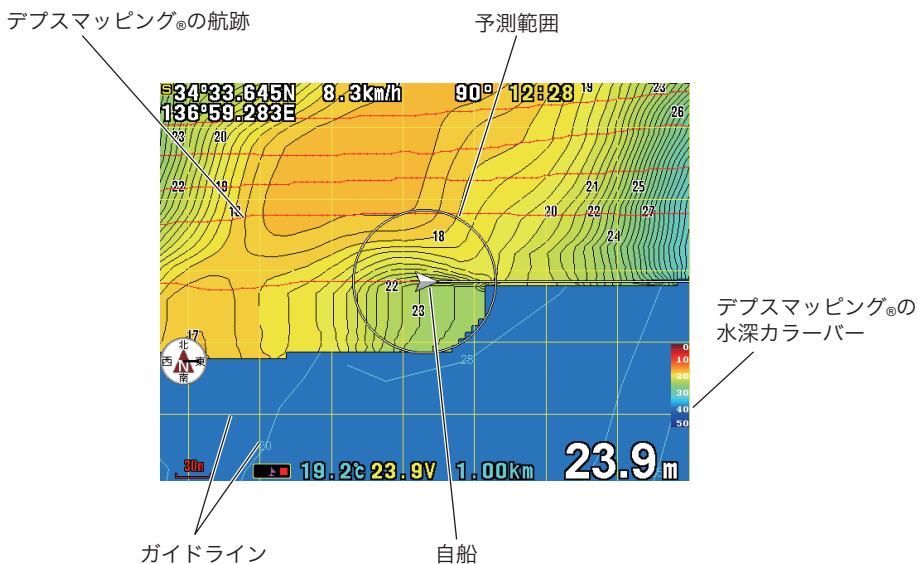 デプスマッピング®の航跡
予測範囲
S 34°33.645N 8.3km/h 90° 12:28
136°59.283E
19
23
26
23
20
22
19
21
25
18
20
22
27
18
24
22
23
17
北
西
N
東
南
25
20
30m
19.2℃ 23.9V 1.00km 23.9m
0
10
20
30
40
50
デプスマッピング®の
水深カラーバー
ガイドライン
自船